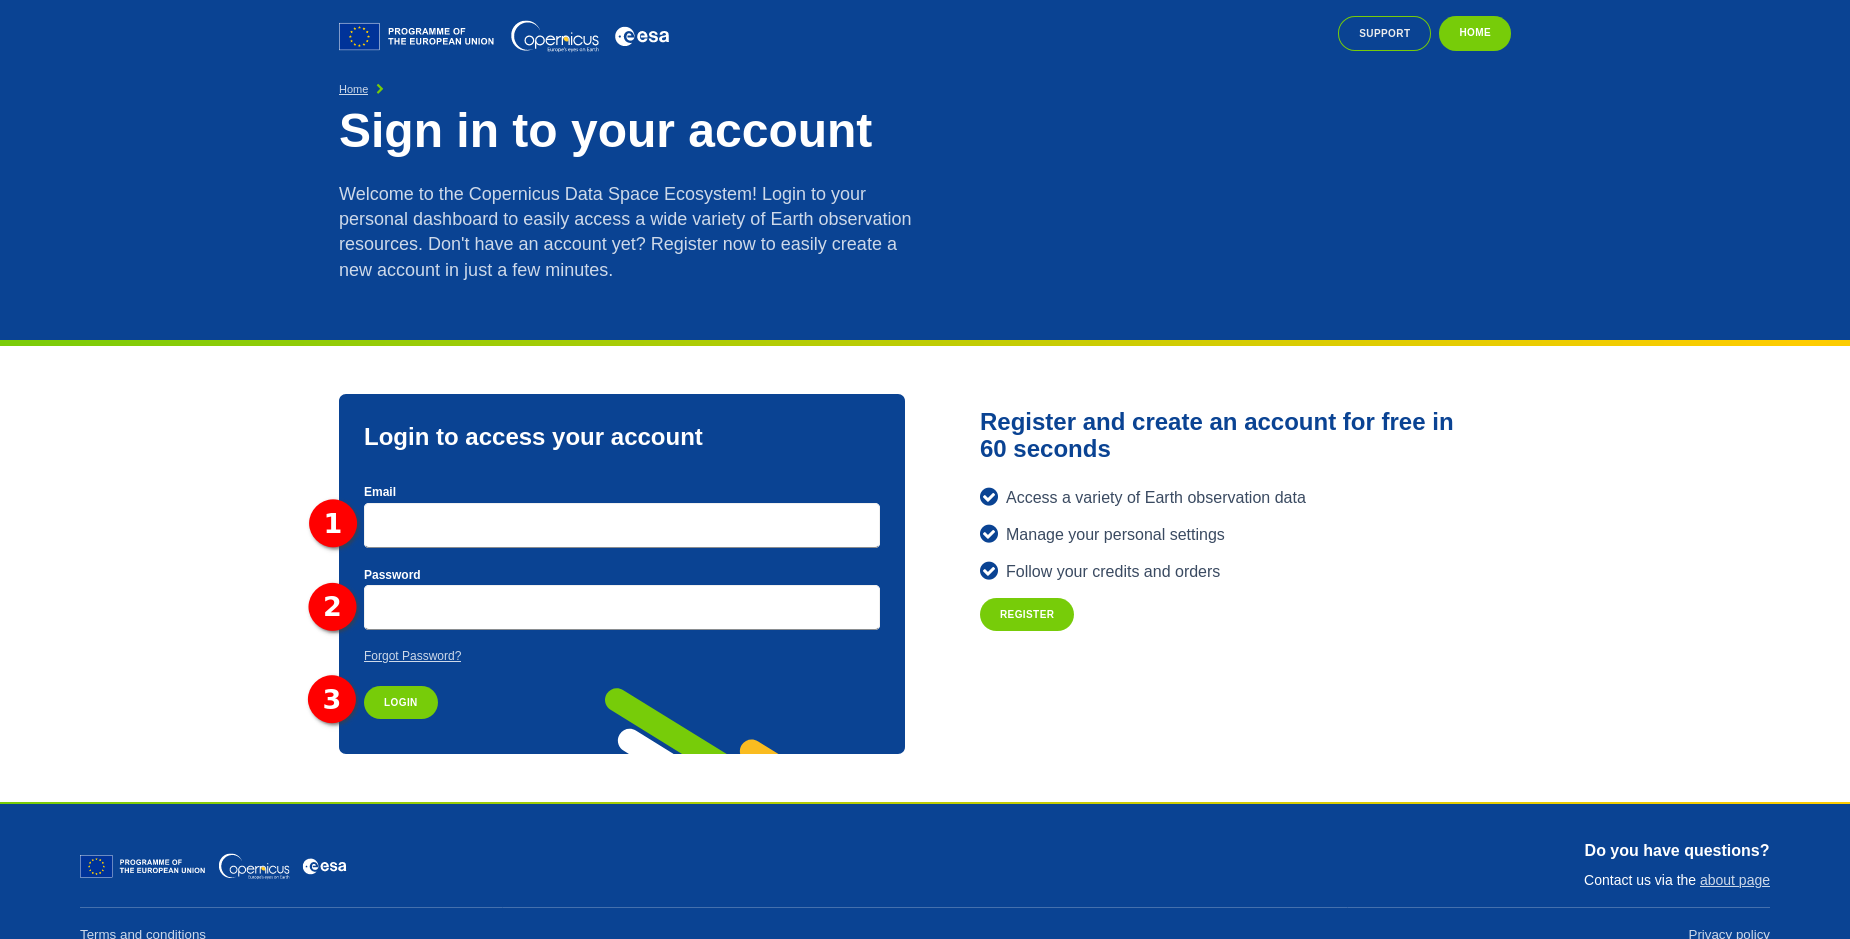 PROGRAMME OF
THE EUROPEAN UNION
opernicus
Europe's eyes on Earth
esa
SUPPORT
HOME
Home
Sign in to your account
Welcome to the Copernicus Data Space Ecosystem! Login to your
personal dashboard to easily access a wide variety of Earth observation
resources. Don't have an account yet? Register now to easily create a
new account in just a few minutes.
Login to access your account
Email
1
Password
2
Forgot Password?
3
LOGIN
Register and create an account for free in
60 seconds
Access a variety of Earth observation data
Manage your personal settings
Follow your credits and orders
REGISTER
PROGRAMME OF
THE EUROPEAN UNION
opernicus
Europe's eyes on Earth
esa
Do you have questions?
Contact us via the about page
Terms and conditions
Privacy policy